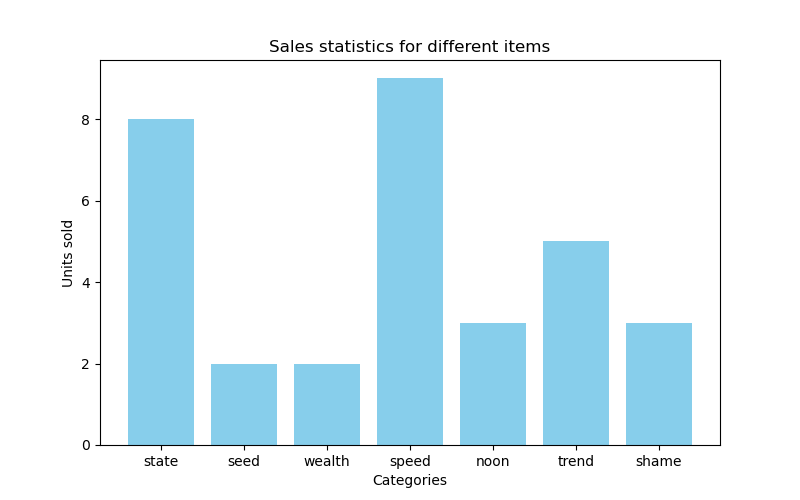 Sales statistics for different items
Units sold
8
6
4
2
0
state seed wealth speed noon trend shame
Categories